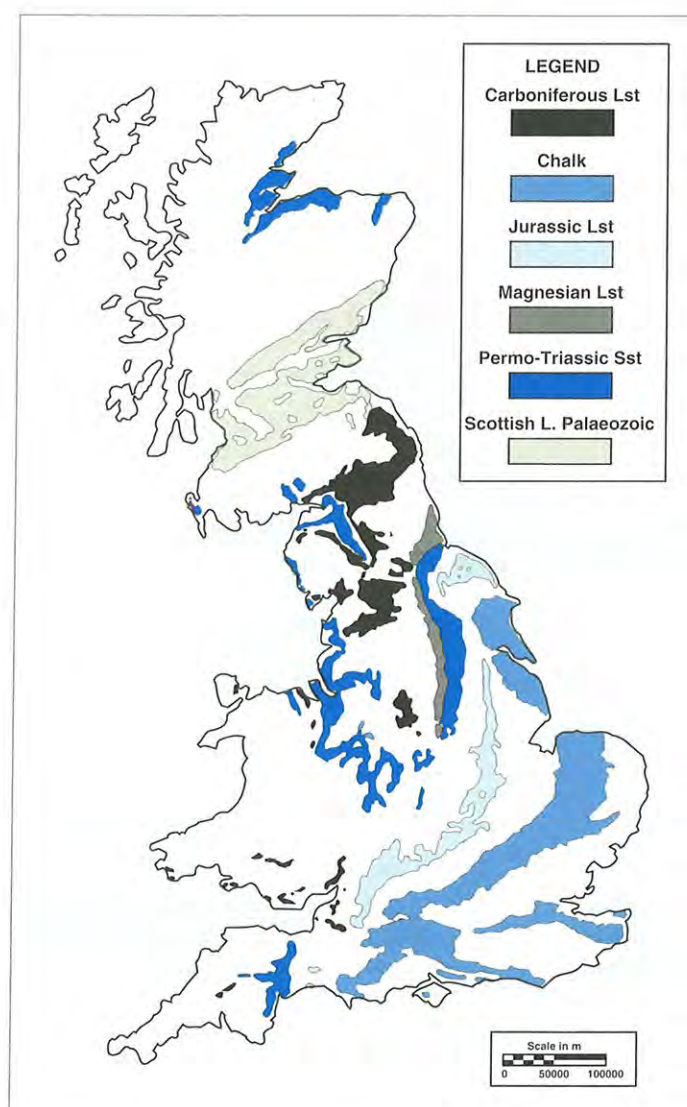 LEGEND
Carboniferous Lst
Chalk
Jurassic Lst
Magnesian Lst
Permo-Triassic Sst
Scottish L. Palaeozoic
Scale in m
0 50000 100000